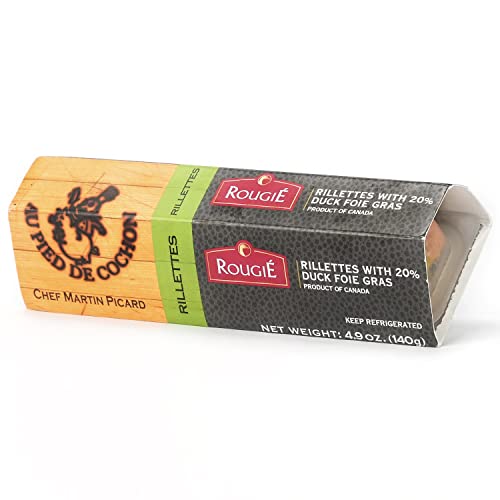 AU PIED DE COCHON
CHEF MARTIN PICARD
RILLETTES
RILLETTES
ROUGIÉ
RILLETTES WITH 20%
DUCK FOIE GRAS
PRODUCT OF CANADA
ROUGIÉ
RILLETTES WITH 20%
DUCK FOIE GRAS
PRODUCT OF CANADA
KEEP REFRIGERATED
NET WEIGHT: 4.9 OZ. (140g)